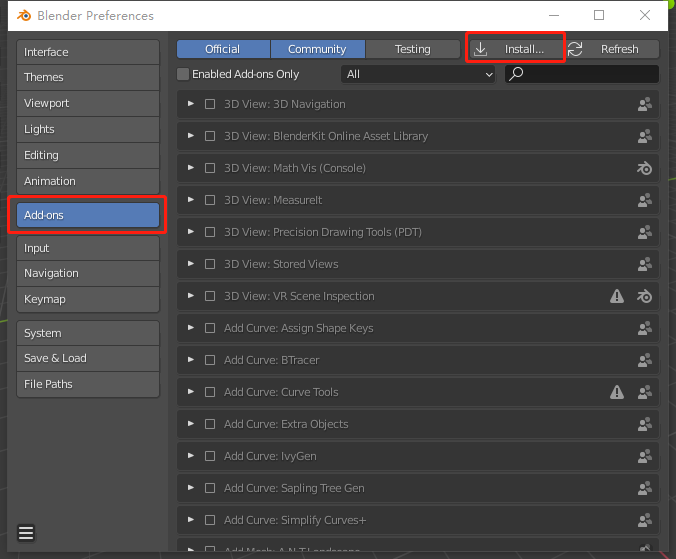 Blender Preferences
Interface
Themes
Viewport
Lights
Editing
Animation
Add-ons
Input
Navigation
Keymap
System
Save & Load
File Paths
Official Community Testing Install... Refresh
Enabled Add-ons Only All
3D View: 3D Navigation
3D View: BlenderKit Online Asset Library
3D View: Math Vis (Console)
3D View: MeasureIt
3D View: Precision Drawing Tools (PDT)
3D View: Stored Views
3D View: VR Scene Inspection
Add Curve: Assign Shape Keys
Add Curve: BTracer
Add Curve: Curve Tools
Add Curve: Extra Objects
Add Curve: IvyGen
Add Curve: Sapling Tree Gen
Add Curve: Simplify Curves+
Add Mesh: A.N.T.Landscape